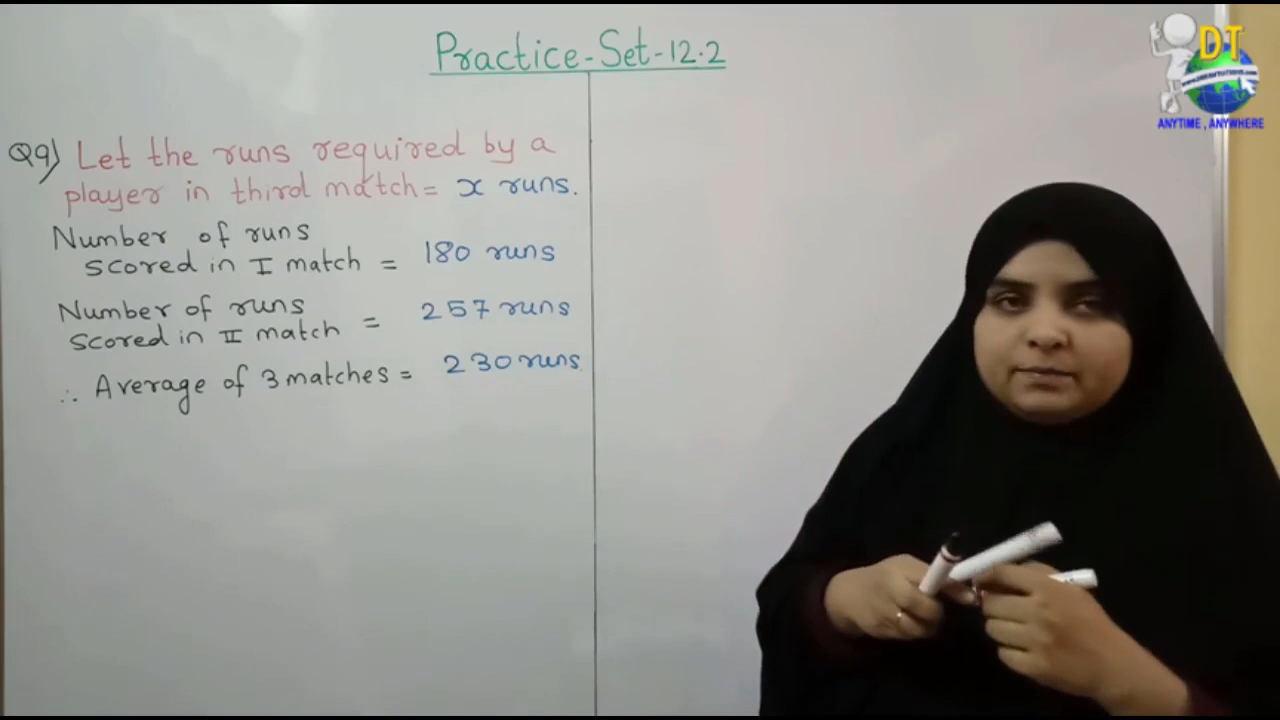 Practice-Set-12.2
Q9) Let the runs required by a
player in third match = x runs.
Number of runs
scored in I match = 180 runs
Number of runs
scored in II match = 257 runs
∴ Average of 3 matches = 230 runs
DT
ANYTIME, ANYWHERE